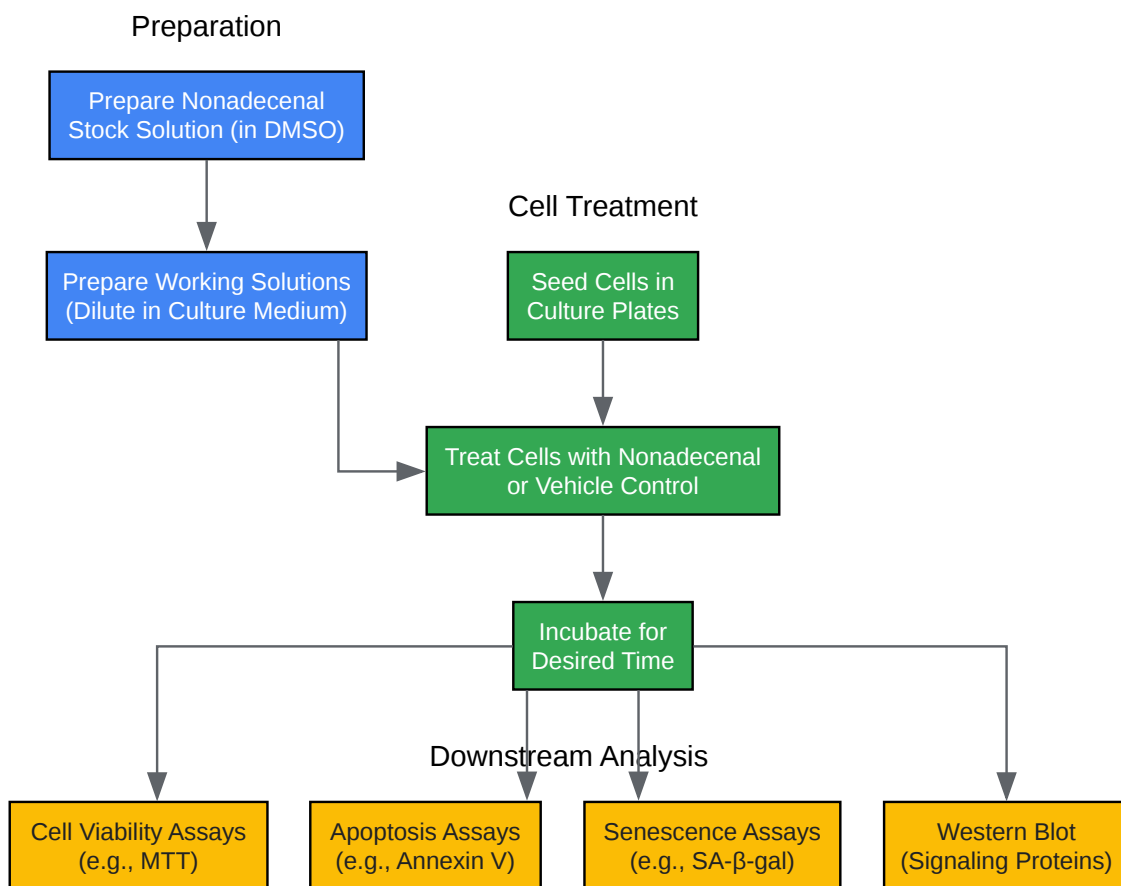 Preparation
Prepare Nonadecenal
Stock Solution (in DMSO)
Cell Treatment
Prepare Working Solutions
(Dilute in Culture Medium)
Seed Cells in
Culture Plates
Treat Cells with Nonadecenal
or Vehicle Control
Incubate for
Desired Time
Downstream Analysis
Cell Viability Assays
(e.g., MTT)
Apoptosis Assays
(e.g., Annexin V)
Senescence Assays
(e.g., SA-β-gal)
Western Blot
(Signaling Proteins)